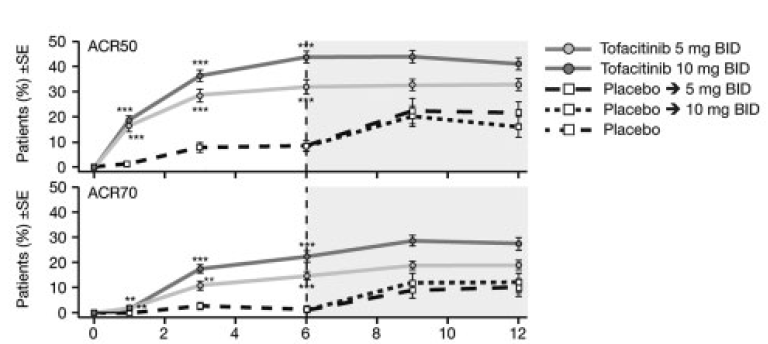 ACR50
Patients (%) ±SE
50
40
30
20
10
0
***
***
***
***
***
***
Tofacitinib 5 mg BID
Tofacitinib 10 mg BID
Placebo → 5 mg BID
Placebo → 10 mg BID
Placebo
ACR70
Patients (%) ±SE
50
40
30
20
10
0
**
**
***
**
***
***
0 2 4 6 8 10 12